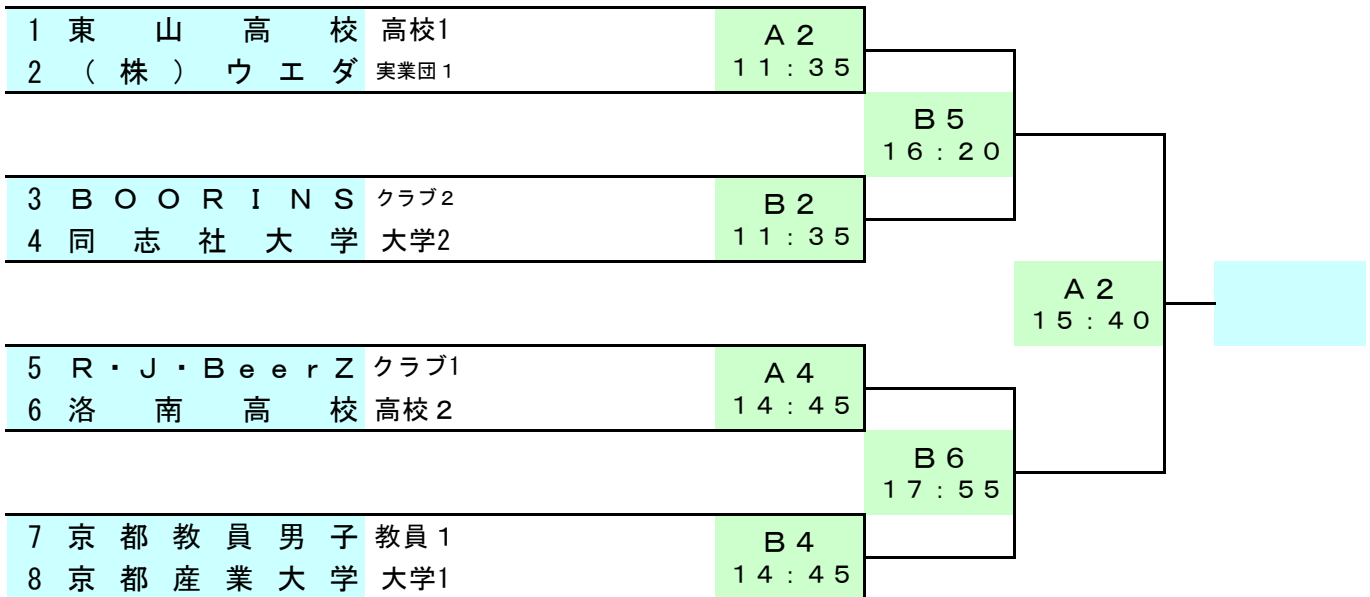 1 東山高校 高校1
2 （株）ウエダ 実業団１
Ａ２
１１：３５
Ｂ５
１６：２０
3 ＢＯＯＲＩＮＳ クラブ２
4 同志社大学 大学2
Ｂ２
１１：３５
Ａ２
１５：４０
5 Ｒ・Ｊ・ＢｅｅｒＺ クラブ1
6 洛南高校 高校２
Ａ４
１４：４５
Ｂ６
１７：５５
7 京都教員男子 教員１
8 京都産業大学 大学1
Ｂ４
１４：４５